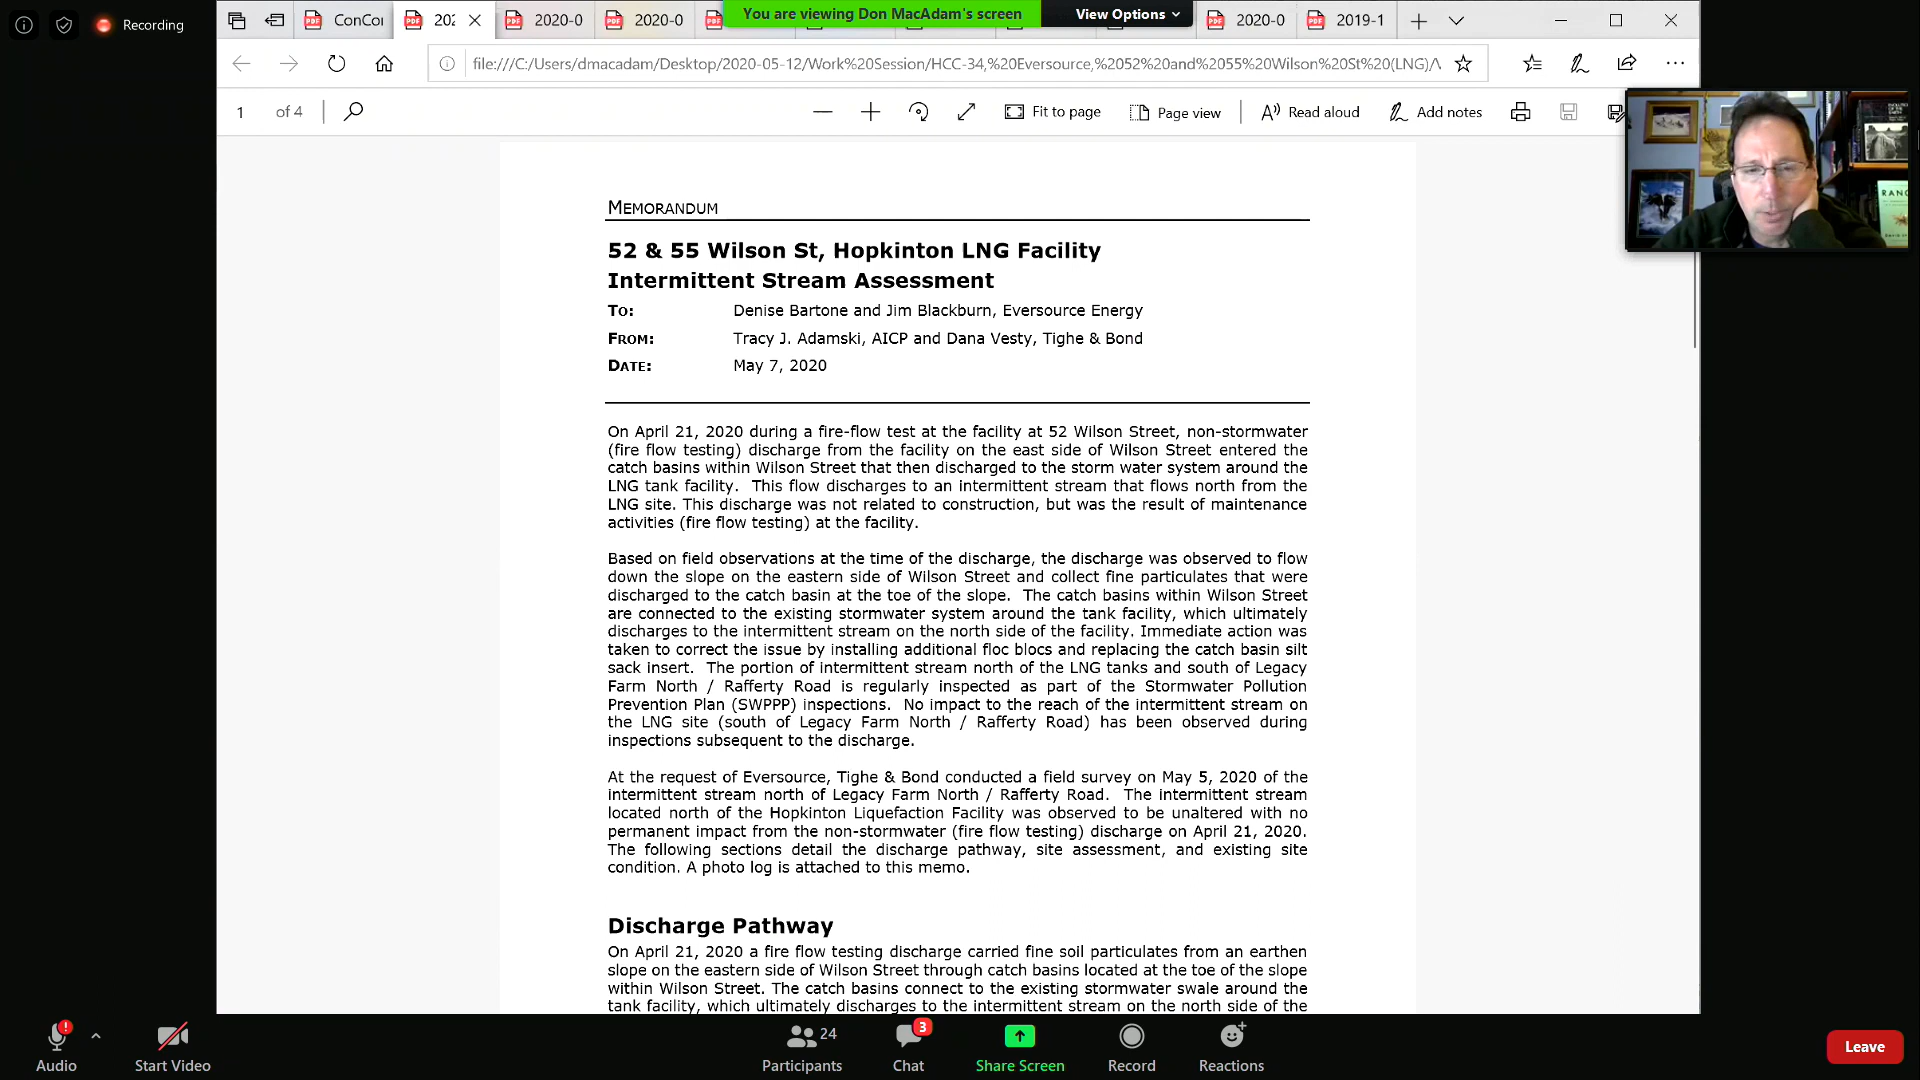 Recording
ConCor
202
2020-0
2020-0
You are viewing Don MacAdam's screen
View Options
2020-0
2019-1
file:///C:/Users/dmacadam/Desktop/2020-05-12/Work%20Session/HCC-34,%20Eversource,%2052%20and%2055%20Wilson%20St%20(LNG)/V
1 of 4
Fit to page
Page view
Read aloud
Add notes
RANG
MEMORANDUM
52 & 55 Wilson St, Hopkinton LNG Facility
Intermittent Stream Assessment
TO: Denise Bartone and Jim Blackburn, Eversource Energy
FROM: Tracy J. Adamski, AICP and Dana Vesty, Tighe & Bond
DATE: May 7, 2020
On April 21, 2020 during a fire-flow test at the facility at 52 Wilson Street, non-stormwater
(fire flow testing) discharge from the facility on the east side of Wilson Street entered the
catch basins within Wilson Street that then discharged to the storm water system around the
LNG tank facility. This flow discharges to an intermittent stream that flows north from the
LNG site. This discharge was not related to construction, but was the result of maintenance
activities (fire flow testing) at the facility.
Based on field observations at the time of the discharge, the discharge was observed to flow
down the slope on the eastern side of Wilson Street and collect fine particulates that were
discharged to the catch basin at the toe of the slope. The catch basins within Wilson Street
are connected to the existing stormwater system around the tank facility, which ultimately
discharges to the intermittent stream on the north side of the facility. Immediate action was
taken to correct the issue by installing additional floc blocs and replacing the catch basin silt
sack insert. The portion of intermittent stream north of the LNG tanks and south of Legacy
Farm North / Rafferty Road is regularly inspected as part of the Stormwater Pollution
Prevention Plan (SWPPP) inspections. No impact to the reach of the intermittent stream on
the LNG site (south of Legacy Farm North / Rafferty Road) has been observed during
inspections subsequent to the discharge.
At the request of Eversource, Tighe & Bond conducted a field survey on May 5, 2020 of the
intermittent stream north of Legacy Farm North / Rafferty Road. The intermittent stream
located north of the Hopkinton Liquefaction Facility was observed to be unaltered with no
permanent impact from the non-stormwater (fire flow testing) discharge on April 21, 2020.
The following sections detail the discharge pathway, site assessment, and existing site
condition. A photo log is attached to this memo.
Discharge Pathway
On April 21, 2020 a fire flow testing discharge carried fine soil particulates from an earthen
slope on the eastern side of Wilson Street through catch basins located at the toe of the slope
within Wilson Street. The catch basins connect to the existing stormwater swale around the
tank facility, which ultimately discharges to the intermittent stream on the north side of the
Audio
Start Video
24
Participants
3
Chat
Share Screen
Record
Reactions
Leave